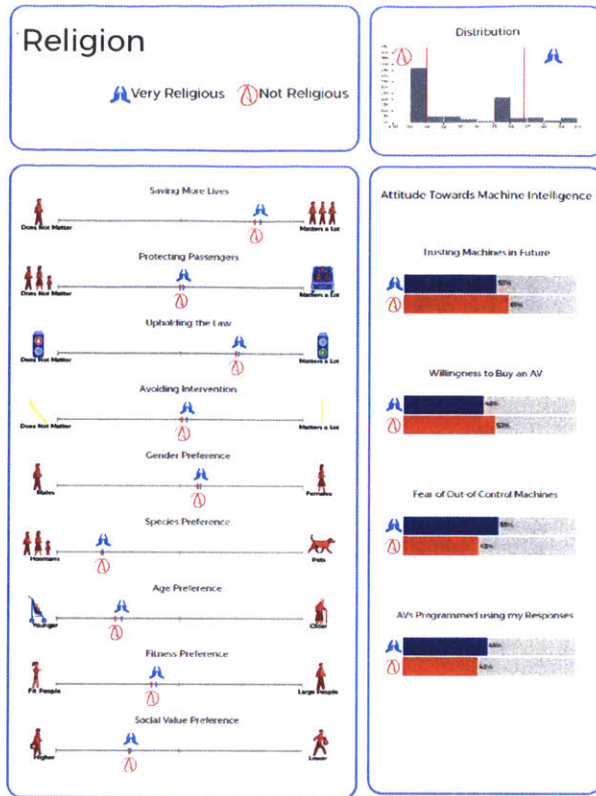 Religion
Very Religious
Not Religious
Distribution
Saving More Lives
Does Not Matter
Matters a Lot
Protecting Passengers
Does Not Matter
Matters a Lot
Upholding the Law
Does Not Matter
Matters a Lot
Avoiding Intervention
Does Not Matter
Matters a Lot
Gender Preference
Males
Females
Species Preference
Hoomans
Pets
Age Preference
Younger
Older
Fitness Preference
Fit People
Large People
Social Value Preference
Higher
Lower
Attitude Towards Machine Intelligence
Trusting Machines in Future
61%
Willingness to Buy an AV
Fear of Out-of-Control Machines
AVs Programmed using my Responses